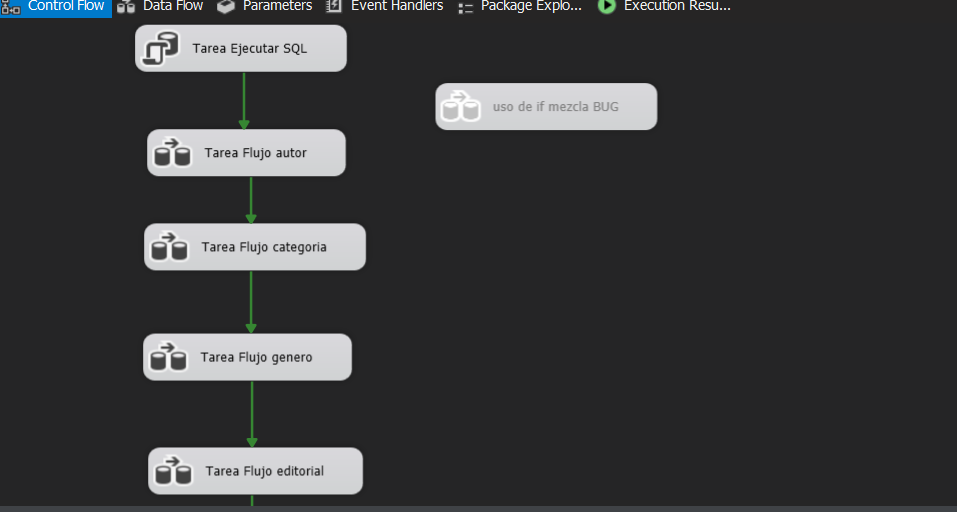 Control Flow Data Flow Parameters Event Handlers Package Explo... Execution Resu...
Tarea Ejecutar SQL
uso de if mezcla BUG
Tarea Flujo autor
Tarea Flujo categoria
Tarea Flujo genero
Tarea Flujo editorial